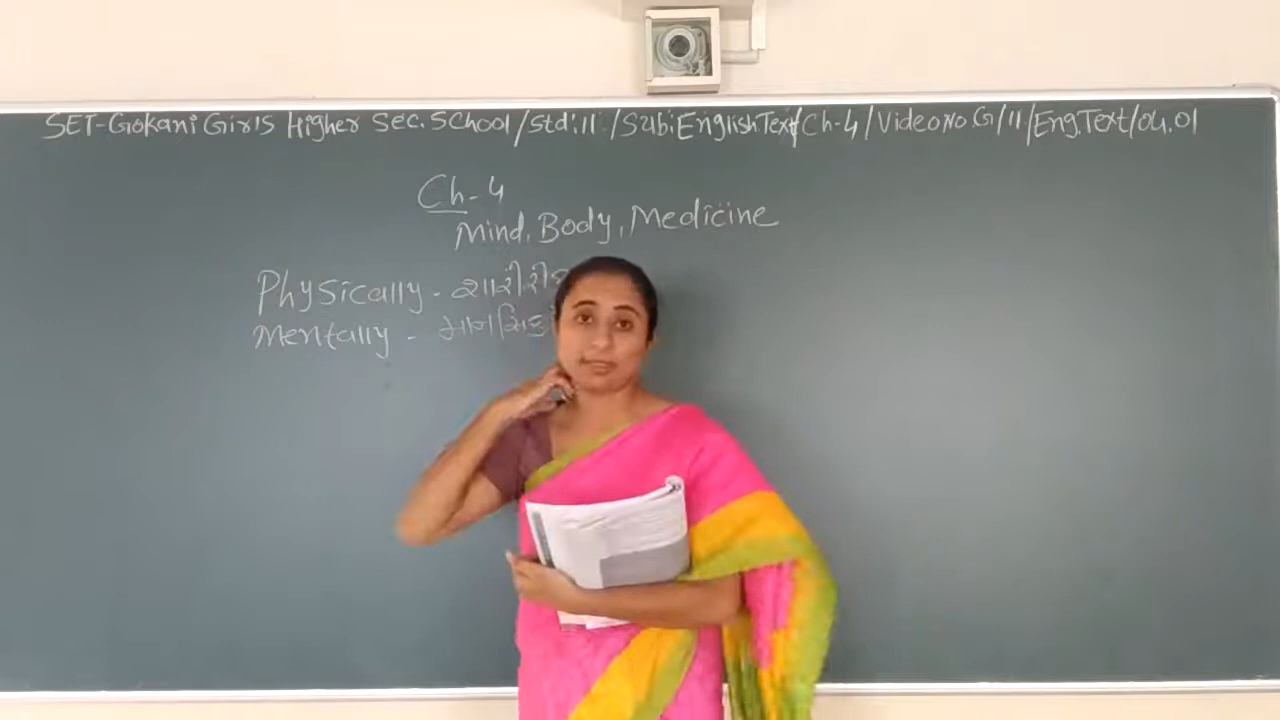 SET-Gokani Girls Higher Sec. School/Std:11/Sub:English Text/Ch-4/Video No G/11/Eng.Text/04.01
Ch-4
Mind, Body, Medicine
Physically -
Mentally -